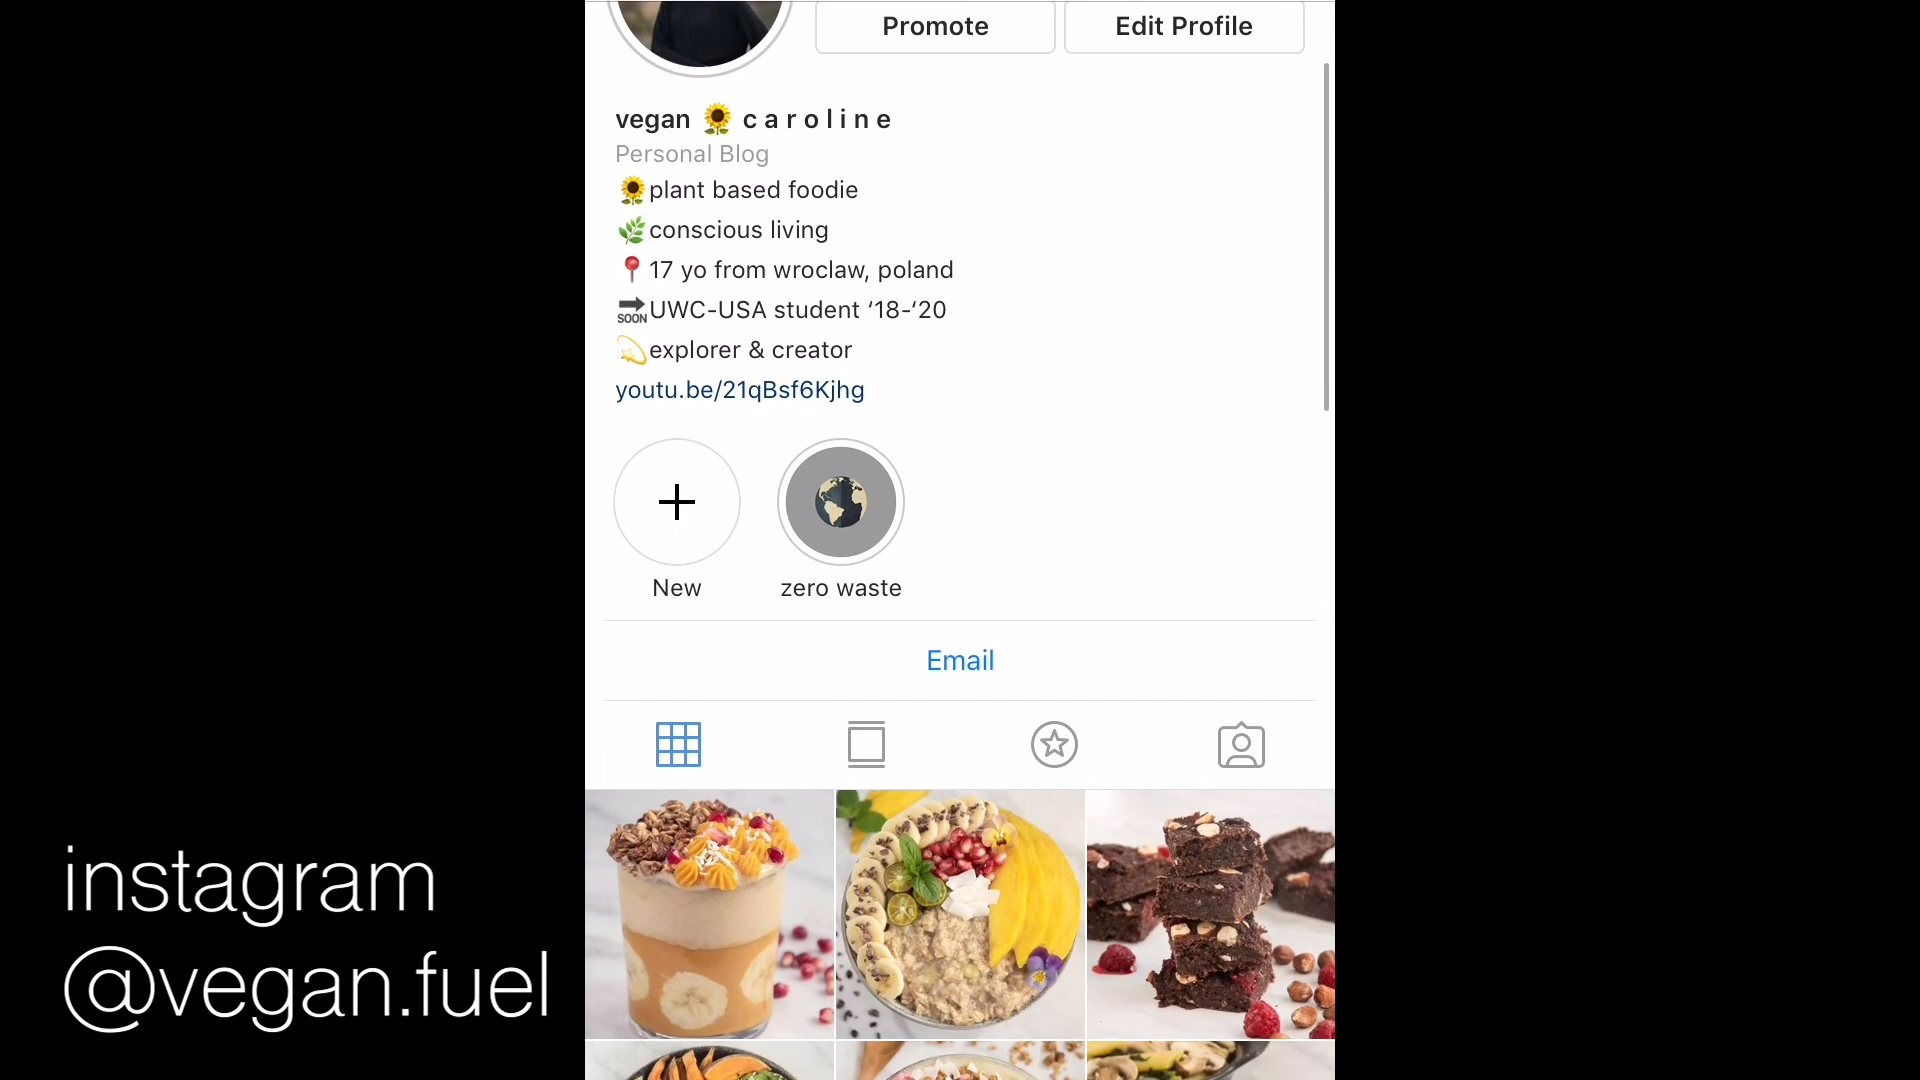 Promote
Edit Profile
vegan 🌻 c a r o l i n e
Personal Blog
🌻plant based foodie
🌿conscious living
📍17 yo from wroclaw, poland
🔜UWC-USA student ‘18-‘20
💫explorer & creator
youtu.be/21qBsf6Kjhg
New
zero waste
Email
instagram
@vegan.fuel